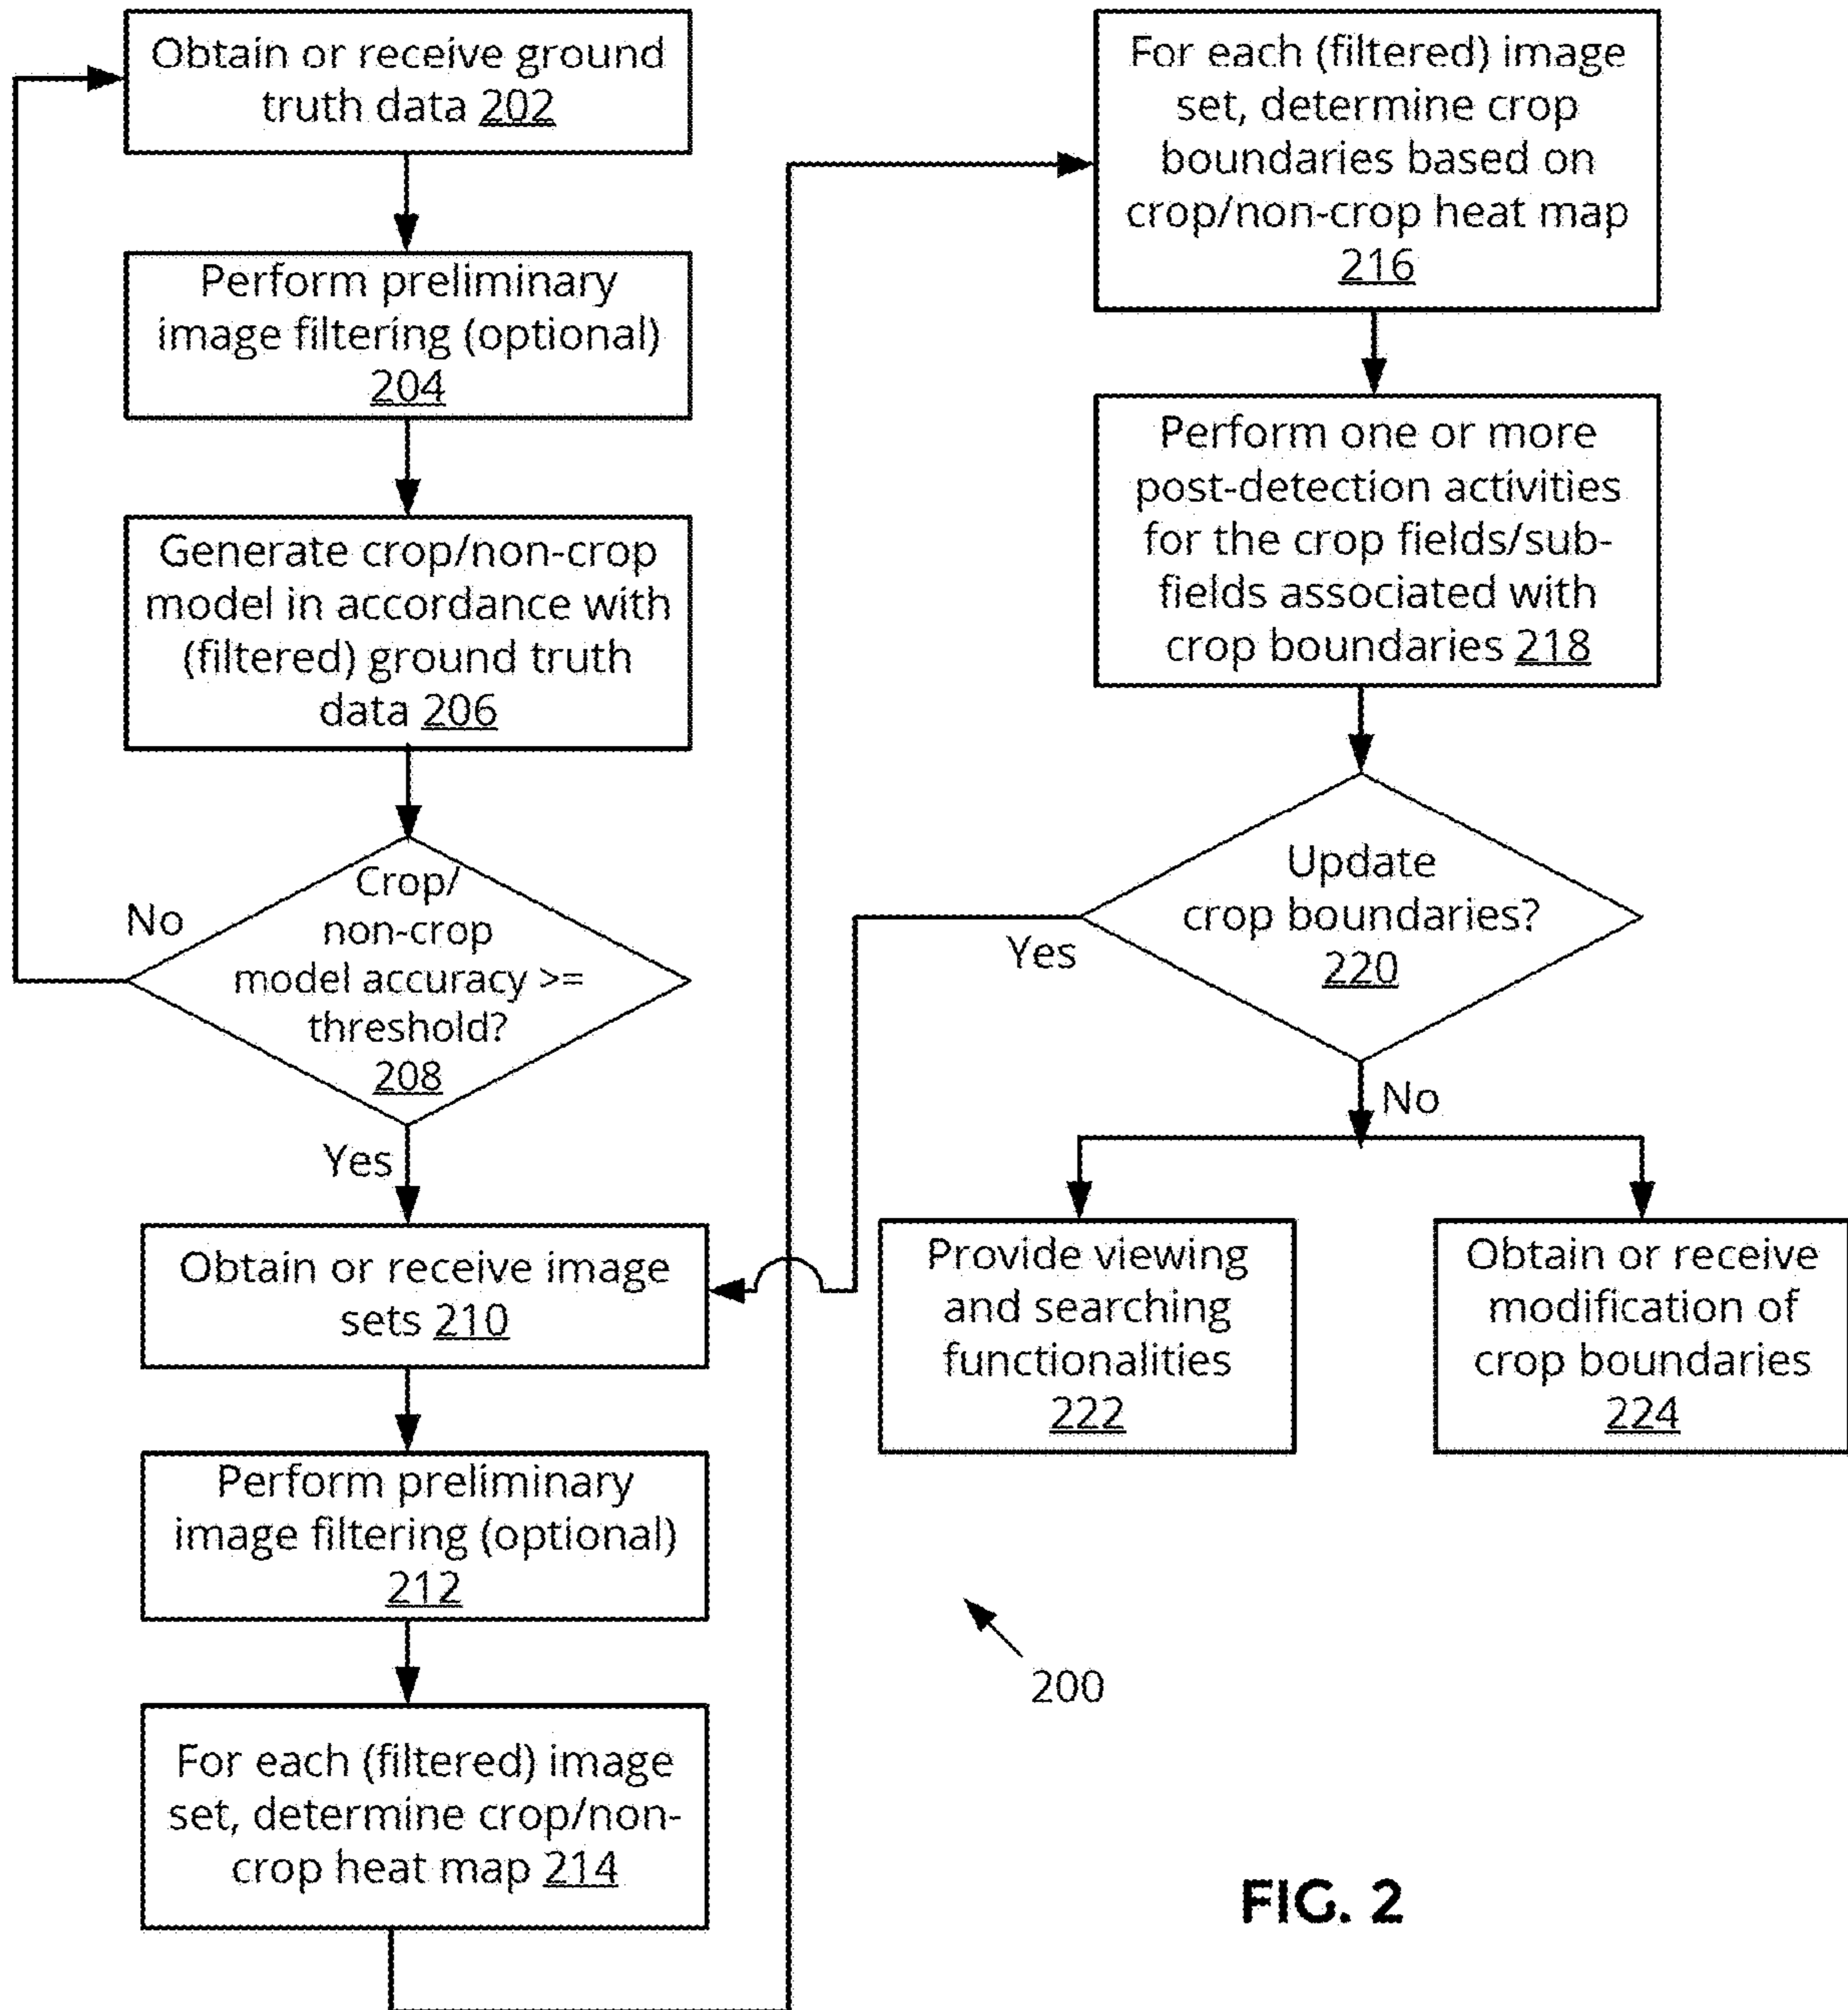 Obtain or receive ground
truth data 202
Perform preliminary
image filtering (optional)
204
Generate crop/non-crop
model in accordance with
(filtered) ground truth
data 206
Crop/
non-crop
model accuracy >=
threshold?
208
No
Yes
Obtain or receive image
sets 210
Perform preliminary
image filtering (optional)
212
For each (filtered) image
set, determine crop/non-
crop heat map 214
For each (filtered) image
set, determine crop
boundaries based on
crop/non-crop heat map
216
Perform one or more
post-detection activities
for the crop fields/sub-
fields associated with
crop boundaries 218
Update
crop boundaries?
220
Yes
No
Provide viewing
and searching
functionalities
222
Obtain or receive
modification of
crop boundaries
224
200
FIG. 2